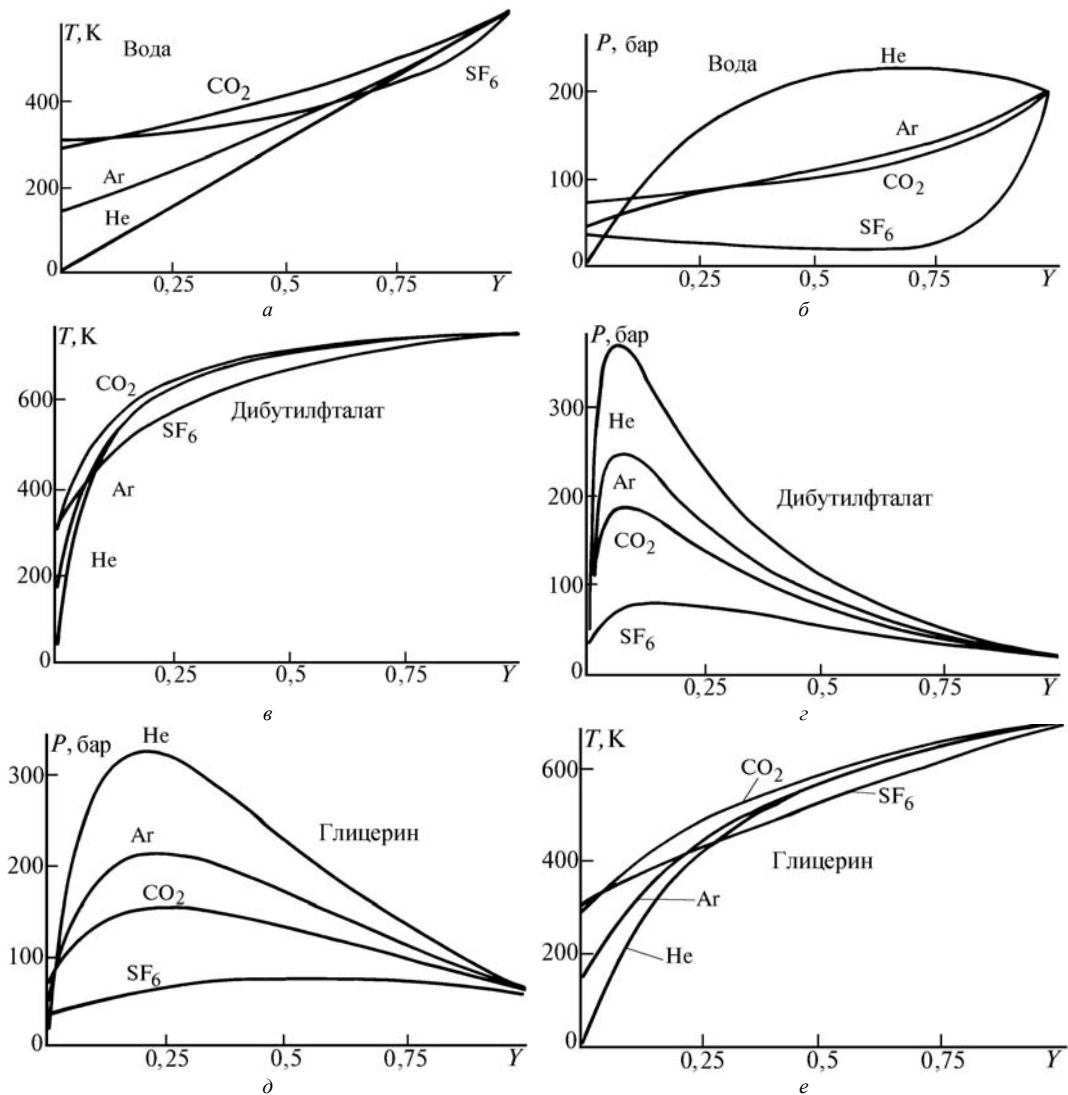 T, K
Вода
CO2
SF6
400
200
Ar
He
0
0,25
0,5
0,75
Y
а
P, бар
Вода
He
200
Ar
100
CO2
SF6
0
0,25
0,5
0,75
Y
б
T, K
600
CO2
Дибутилфталат
SF6
400
Ar
200
He
0
0,25
0,5
0,75
Y
в
P, бар
300
He
200
Ar
Дибутилфталат
CO2
100
SF6
0
0,25
0,5
0,75
Y
г
P, бар
He
300
Глицерин
200
Ar
CO2
100
SF6
0
0,25
0,5
0,75
Y
д
T, K
600
CO2
SF6
400
Глицерин
Ar
200
He
0
0,25
0,5
0,75
Y
е